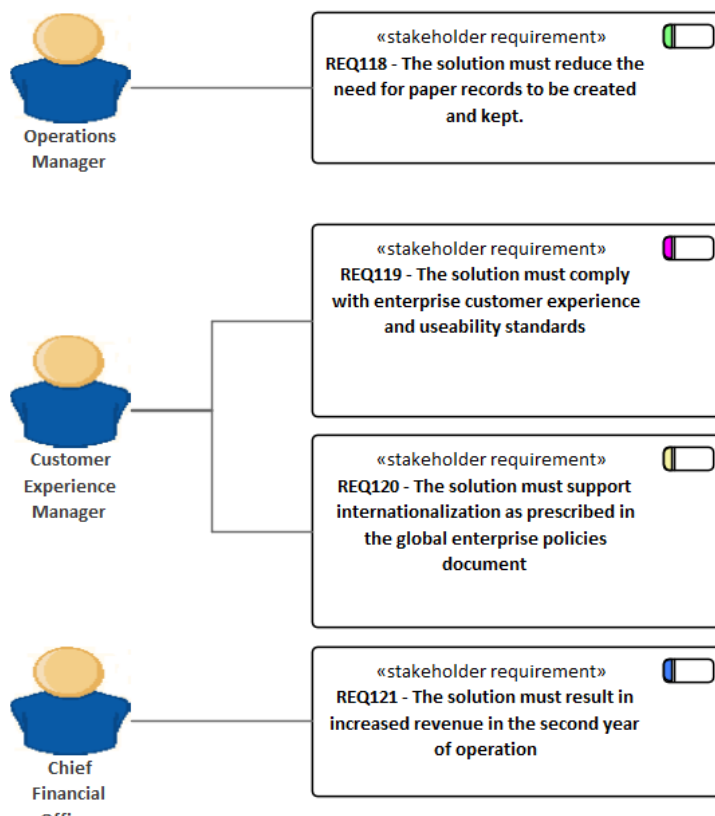 «stakeholder requirement»
REQ118 - The solution must reduce the
need for paper records to be created
and kept.
Operations
Manager
«stakeholder requirement»
REQ119 - The solution must comply
with enterprise customer experience
and useability standards
Customer
Experience
Manager
«stakeholder requirement»
REQ120 - The solution must support
internationalization as prescribed in
the global enterprise policies
document
«stakeholder requirement»
REQ121 - The solution must result in
increased revenue in the second year
of operation
Chief
Financial